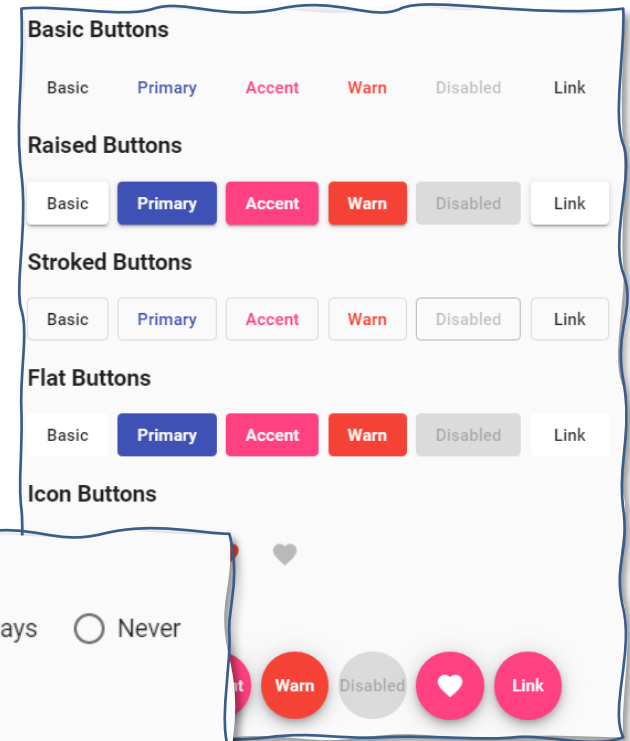 Basic Buttons
Basic Primary Accent Warn Disabled Link
Raised Buttons
Basic Primary Accent Warn Disabled Link
Stroked Buttons
Basic Primary Accent Warn Disabled Link
Flat Buttons
Basic Primary Accent Warn Disabled Link
Icon Buttons
ays Never
nt Warn Disabled Link